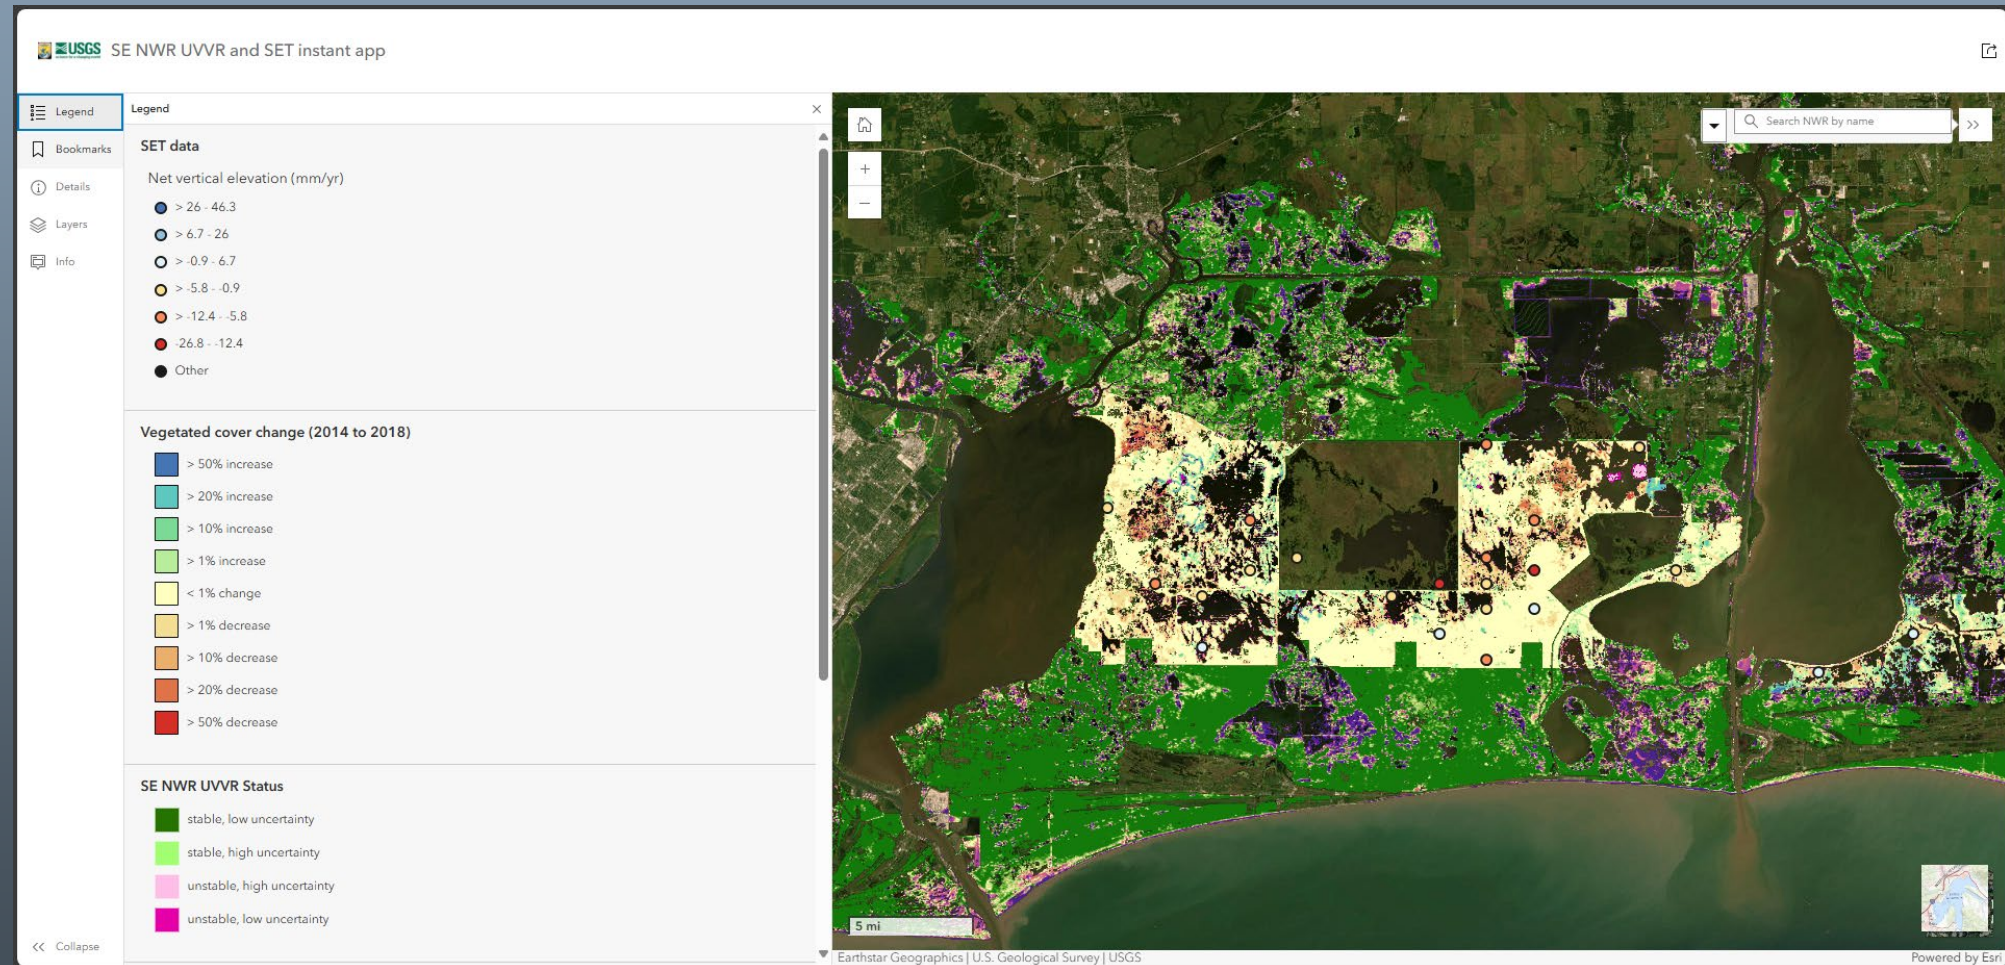 USGS
SE NWR UVVR and SET instant app
Legend
Bookmarks
Details
Layers
Info
Collapse
Legend
SET data
Net vertical elevation (mm/yr)
> 26 - 46.3
> 6.7 - 26
> -0.9 - 6.7
> -5.8 - -0.9
> -12.4 - -5.8
-26.8 - -12.4
Other
Vegetated cover change (2014 to 2018)
> 50% increase
> 20% increase
> 10% increase
> 1% increase
< 1% change
> 1% decrease
> 10% decrease
> 20% decrease
> 50% decrease
SE NWR UVVR Status
stable, low uncertainty
stable, high uncertainty
unstable, high uncertainty
unstable, low uncertainty
Search NWR by name
5 mi
Earthstar Geographics | U.S. Geological Survey | USGS
Powered by Esri